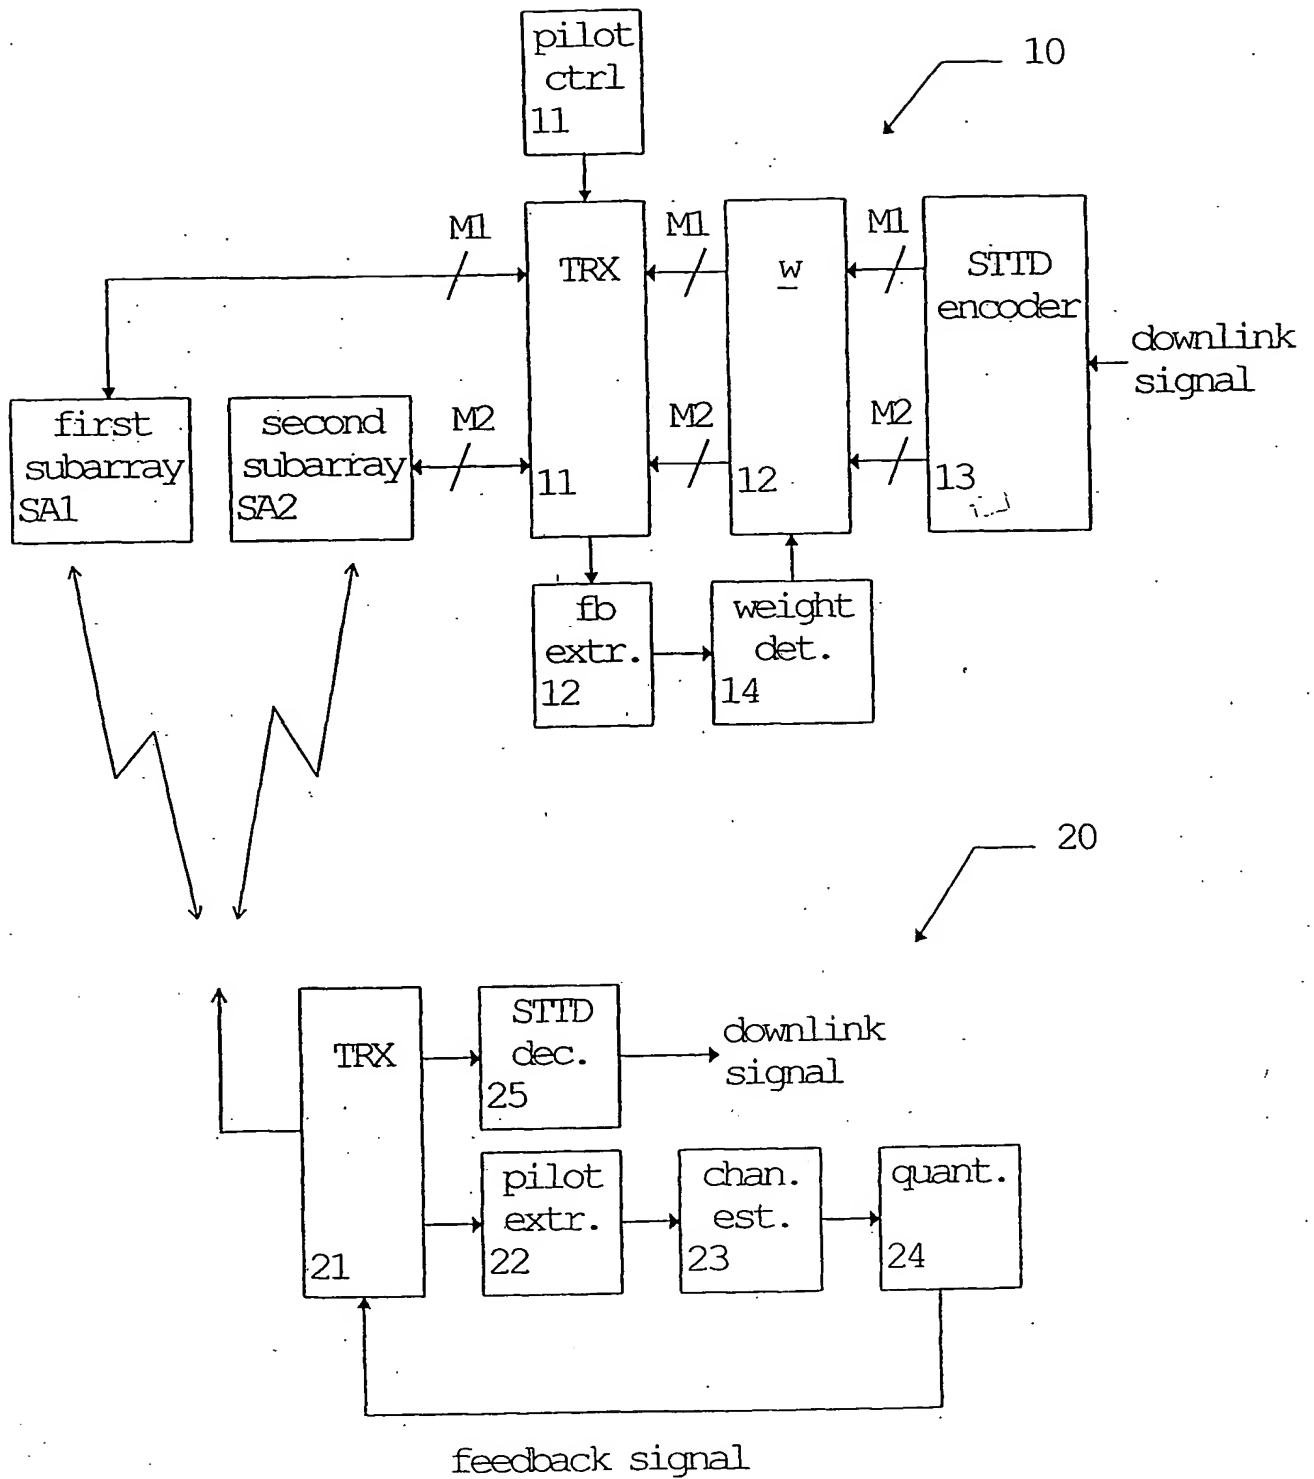 pilot
ctrl
11
10
M1
M1
M1
TRX
w
STTD
encoder
downlink
signal
first
subarray
SA1
second
subarray
SA2
M2
M2
M2
11
12
13
fb
extr.
12
weight
det.
14
20
TRX
21
STTD
dec.
25
downlink
signal
pilot
extr.
22
chan.
est.
23
quant.
24
feedback signal